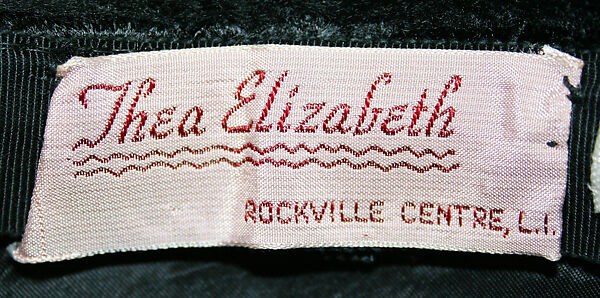 Thea Elizabeth
ROCKVILLE CENTRE, L.I.